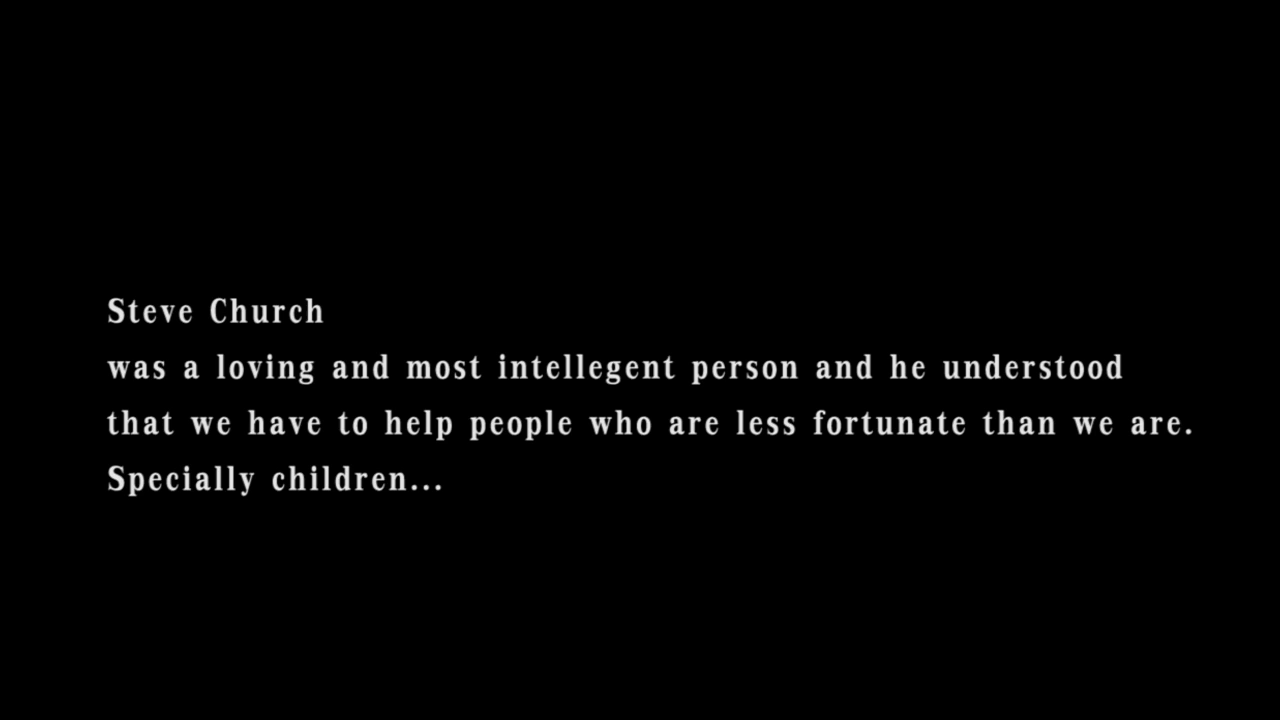 Steve Church
was a loving and most intellegent person and he understood
that we have to help people who are less fortunate than we are.
Specially children...